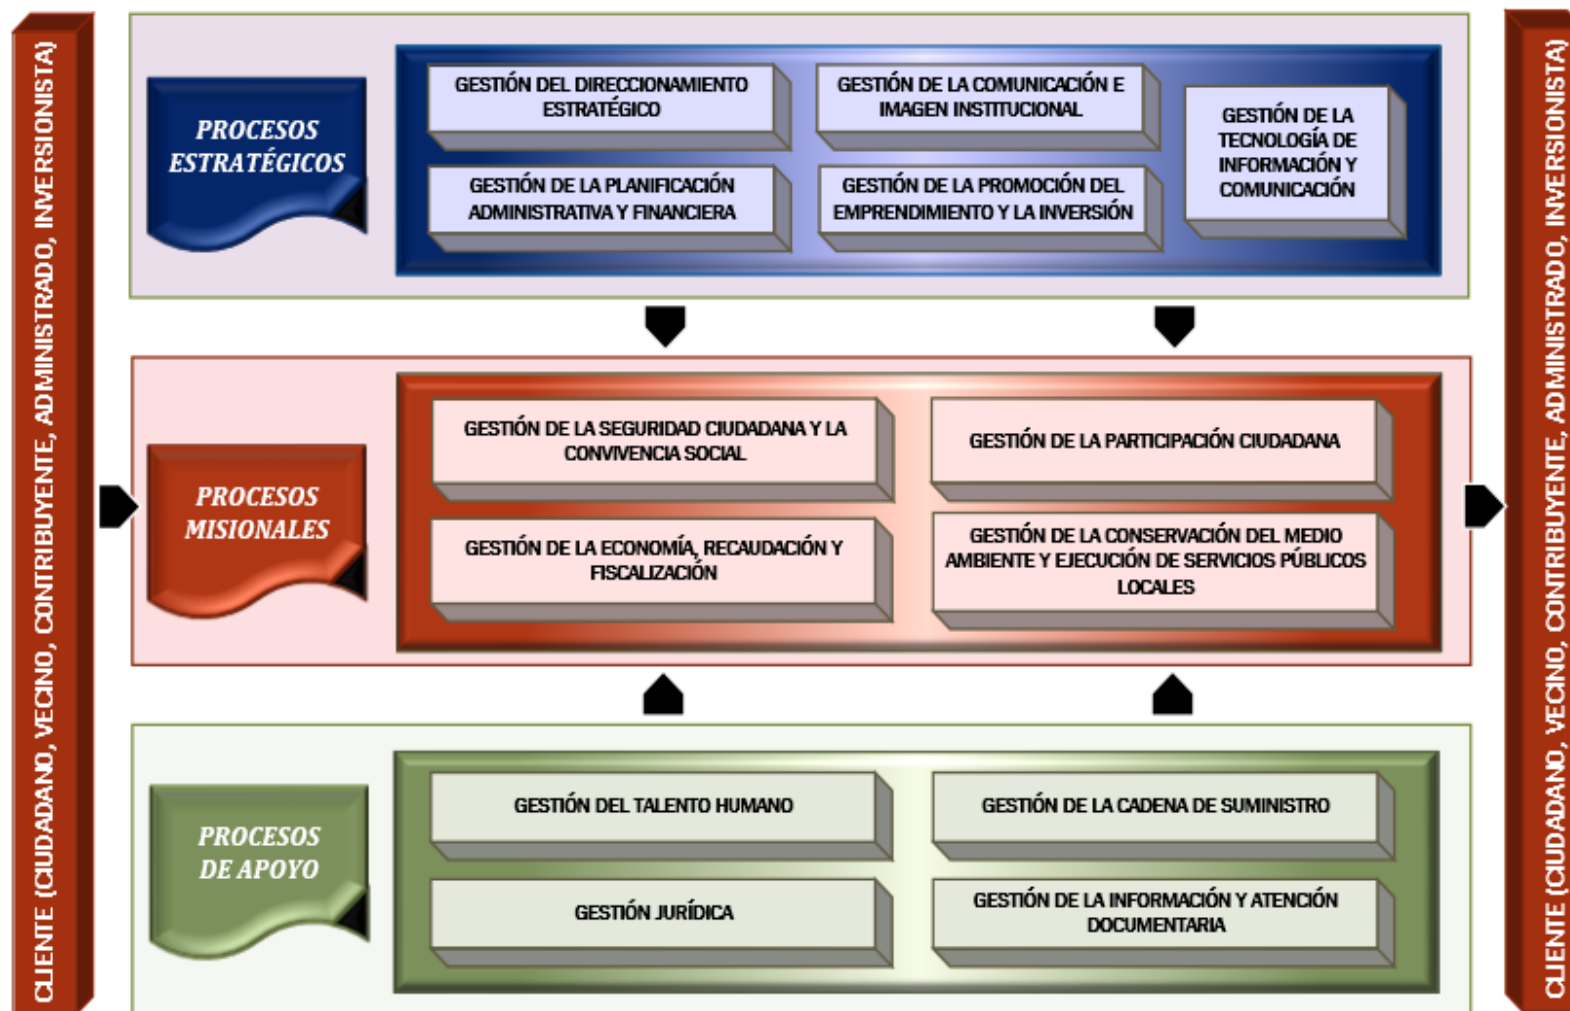 CLIENTE (CIUDADANO, VECINO, CONTRIBUYENTE, ADMINISTRADO, INVERSIONISTA)
PROCESOS
ESTRATÉGICOS
GESTIÓN DEL DIRECCIONAMIENTO
ESTRATÉGICO
GESTIÓN DE LA COMUNICACIÓN E
IMAGEN INSTITUCIONAL
GESTIÓN DE LA
TECNOLOGÍA DE
INFORMACIÓN Y
COMUNICACIÓN
GESTIÓN DE LA PLANIFICACIÓN
ADMINISTRATIVA Y FINANCIERA
GESTIÓN DE LA PROMOCIÓN DEL
EMPRENDIMIENTO Y LA INVERSIÓN
PROCESOS
MISIONALES
GESTIÓN DE LA SEGURIDAD CIUDADANA Y LA
CONVIVENCIA SOCIAL
GESTIÓN DE LA PARTICIPACIÓN CIUDADANA
GESTIÓN DE LA ECONOMÍA, RECAUDACIÓN Y
FISCALIZACIÓN
GESTIÓN DE LA CONSERVACIÓN DEL MEDIO
AMBIENTE Y EJECUCIÓN DE SERVICIOS PÚBLICOS
LOCALES
PROCESOS
DE APOYO
GESTIÓN DEL TALENTO HUMANO
GESTIÓN DE LA CADENA DE SUMINISTRO
GESTIÓN JURÍDICA
GESTIÓN DE LA INFORMACIÓN Y ATENCIÓN
DOCUMENTARIA
CLIENTE (CIUDADANO, VECINO, CONTRIBUYENTE, ADMINISTRADO, INVERSIONISTA)